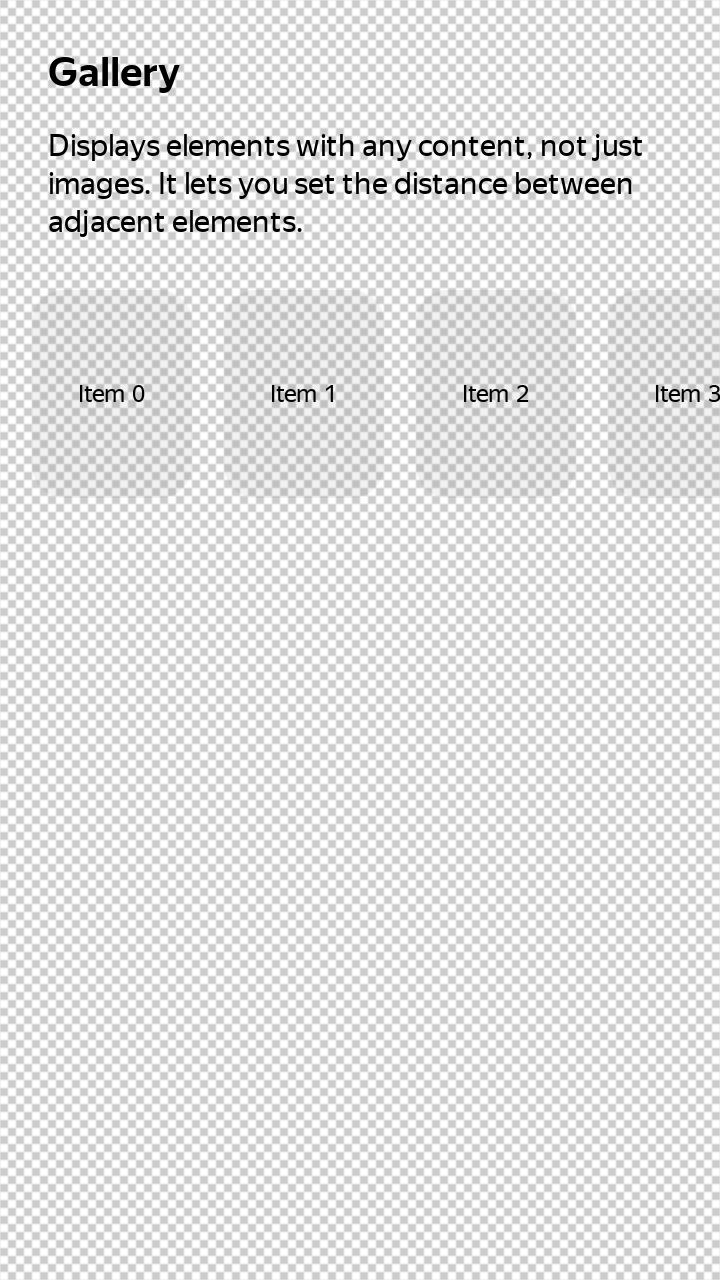 Gallery
Displays elements with any content, not just
images. It lets you set the distance between
adjacent elements.
Item 0
Item 1
Item 2
Item 3